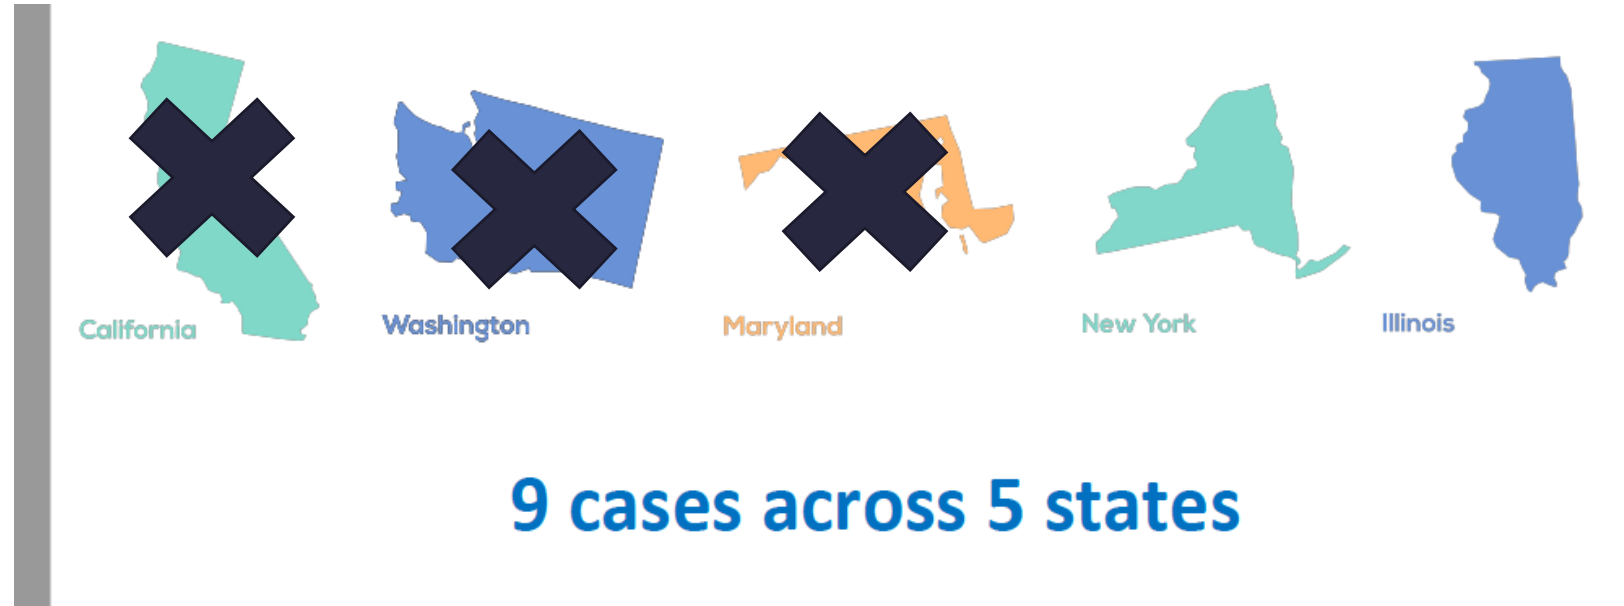 California
Washington
Maryland
New York
Illinois
9 cases across 5 states